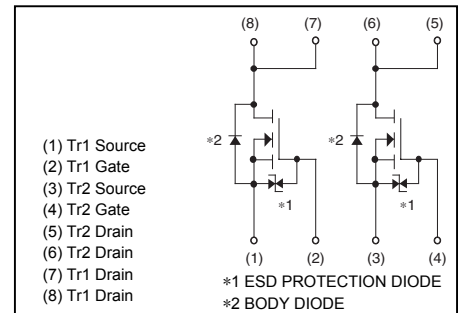 (8) (7) (6) (5)
∗2 ∗2
(1) Tr1 Source
(2) Tr1 Gate
(3) Tr2 Source
(4) Tr2 Gate
(5) Tr2 Drain
(6) Tr2 Drain
(7) Tr1 Drain
(8) Tr1 Drain
∗1 ∗1
(1) (2) (3) (4)
∗1 ESD PROTECTION DIODE
∗2 BODY DIODE